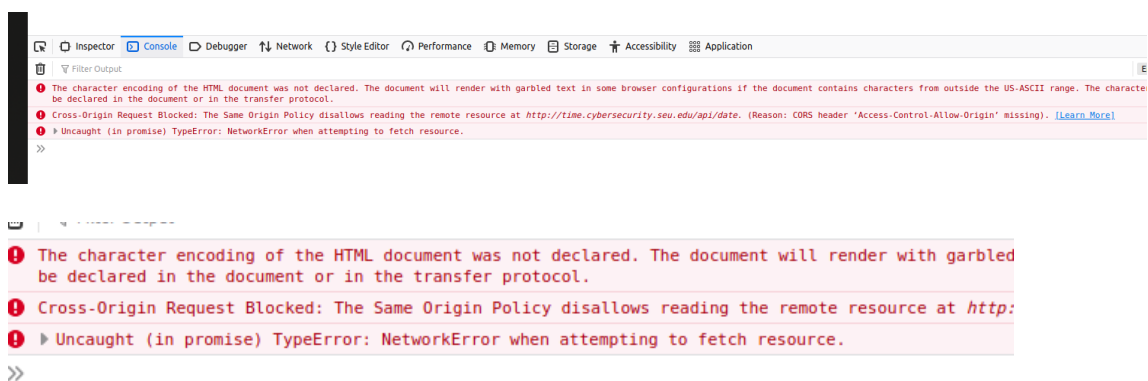 Inspector Console Debugger Network {} Style Editor Performance Memory Storage Accessibility Application
Filter Output
The character encoding of the HTML document was not declared. The document will render with garbled text in some browser configurations if the document contains characters from outside the US-ASCII range. The character
be declared in the document or in the transfer protocol.
Cross-Origin Request Blocked: The Same Origin Policy disallows reading the remote resource at http://time.cybersecurity.seu.edu/api/date. (Reason: CORS header ‘Access-Control-Allow-Origin’ missing). [Learn More]
Uncaught (in promise) TypeError: NetworkError when attempting to fetch resource.
The character encoding of the HTML document was not declared. The document will render with garbled
be declared in the document or in the transfer protocol.
Cross-Origin Request Blocked: The Same Origin Policy disallows reading the remote resource at http:
Uncaught (in promise) TypeError: NetworkError when attempting to fetch resource.